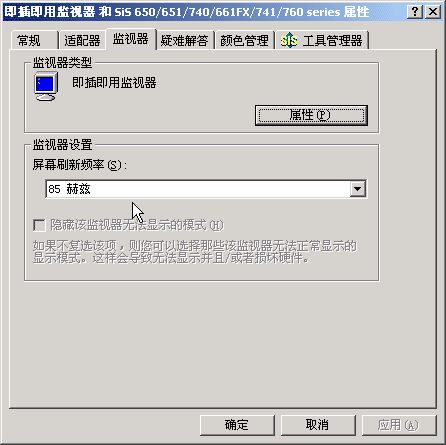 即插即用监视器 和 SiS 650/651/740/661FX/741/760 series 属性
常规 适配器 监视器 疑难解答 颜色管理 SiS 工具管理器
监视器类型
即插即用监视器
属性(P)
监视器设置
屏幕刷新频率(S):
85 赫兹
隐藏该监视器无法显示的模式(H)
如果不复选该项，则您可以选择那些该监视器无法正常显示的
显示模式。这样会导致无法显示并且/或者损坏硬件。
确定 取消 应用(A)